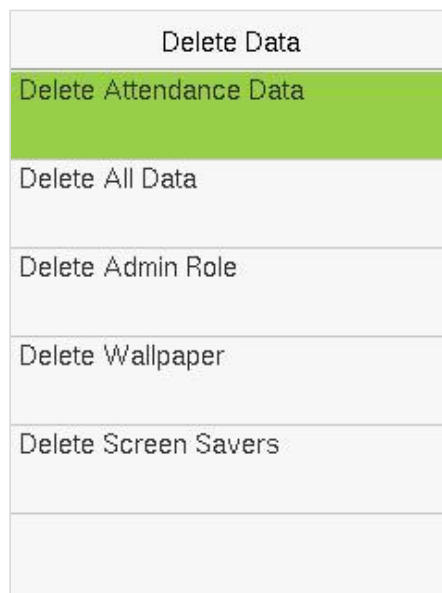 Delete Data
Delete Attendance Data
Delete All Data
Delete Admin Role
Delete Wallpaper
Delete Screen Savers